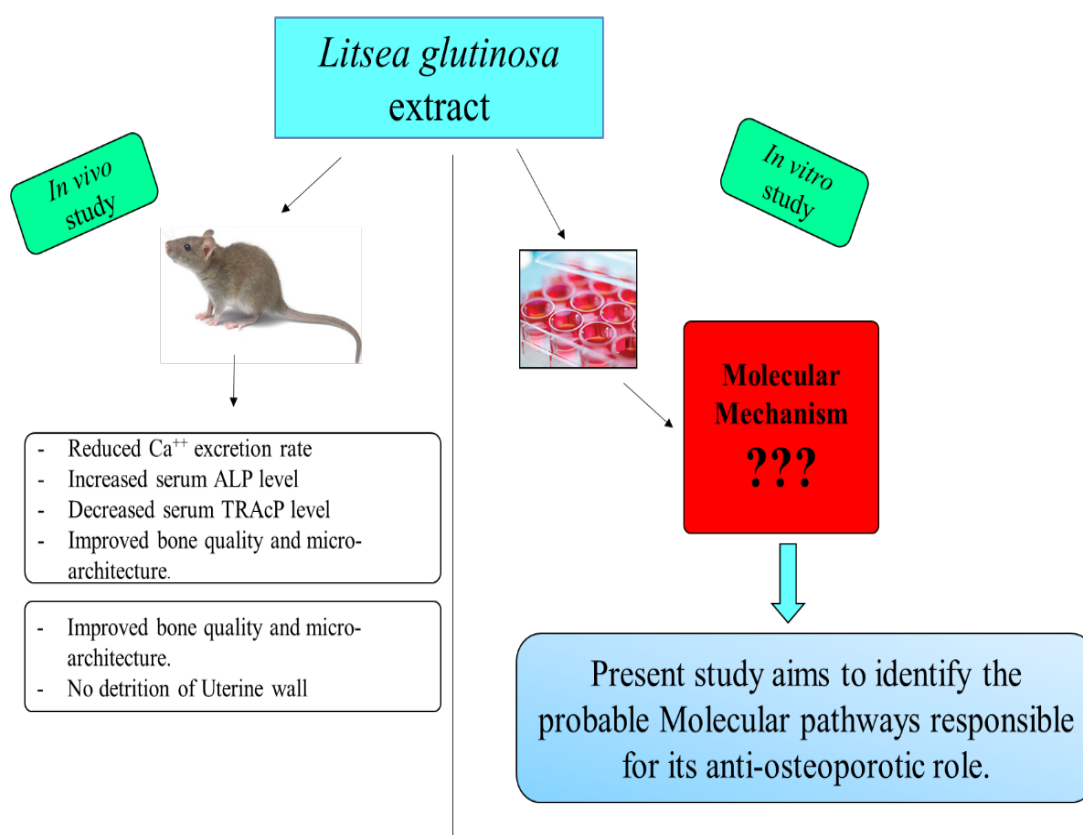 Litsea glutinosa
extract
In vivo
study
In vitro
study
- Reduced Ca++ excretion rate
- Increased serum ALP level
- Decreased serum TRAcP level
- Improved bone quality and micro-
architecture.
- Improved bone quality and micro-
architecture.
- No detrition of Uterine wall
Molecular
Mechanism
???
Present study aims to identify the
probable Molecular pathways responsible
for its anti-osteoporotic role.